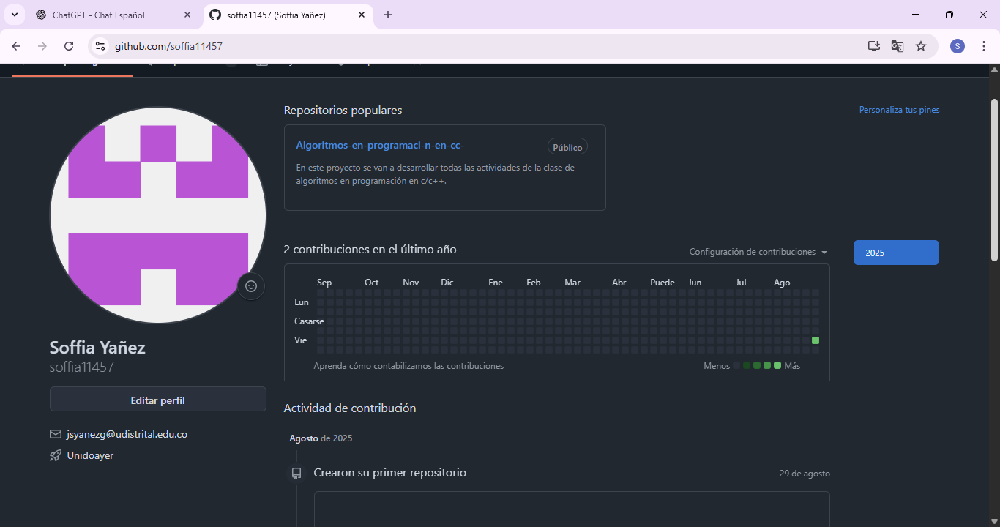 ChatGPT - Chat Español
soffia11457 (Soffia Yañez)
github.com/soffia11457
S
Repositorios populares
Personaliza tus pines
Algoritmos-en-programaci-n-en-cc-
Público
En este proyecto se van a desarrollar todas las actividades de la clase de
algoritmos en programación en c/c++.
2 contribuciones en el último año
Configuración de contribuciones
2025
Sep Oct Nov Dic Ene Feb Mar Abr Puede Jun Jul Ago
Lun
Casarse
Vie
Aprenda cómo contabilizamos las contribuciones
Menos Más
Soffia Yañez
soffia11457
Editar perfil
jsyanezg@udistrital.edu.co
Unidoayer
Actividad de contribución
Agosto de 2025
Crearon su primer repositorio
29 de agosto